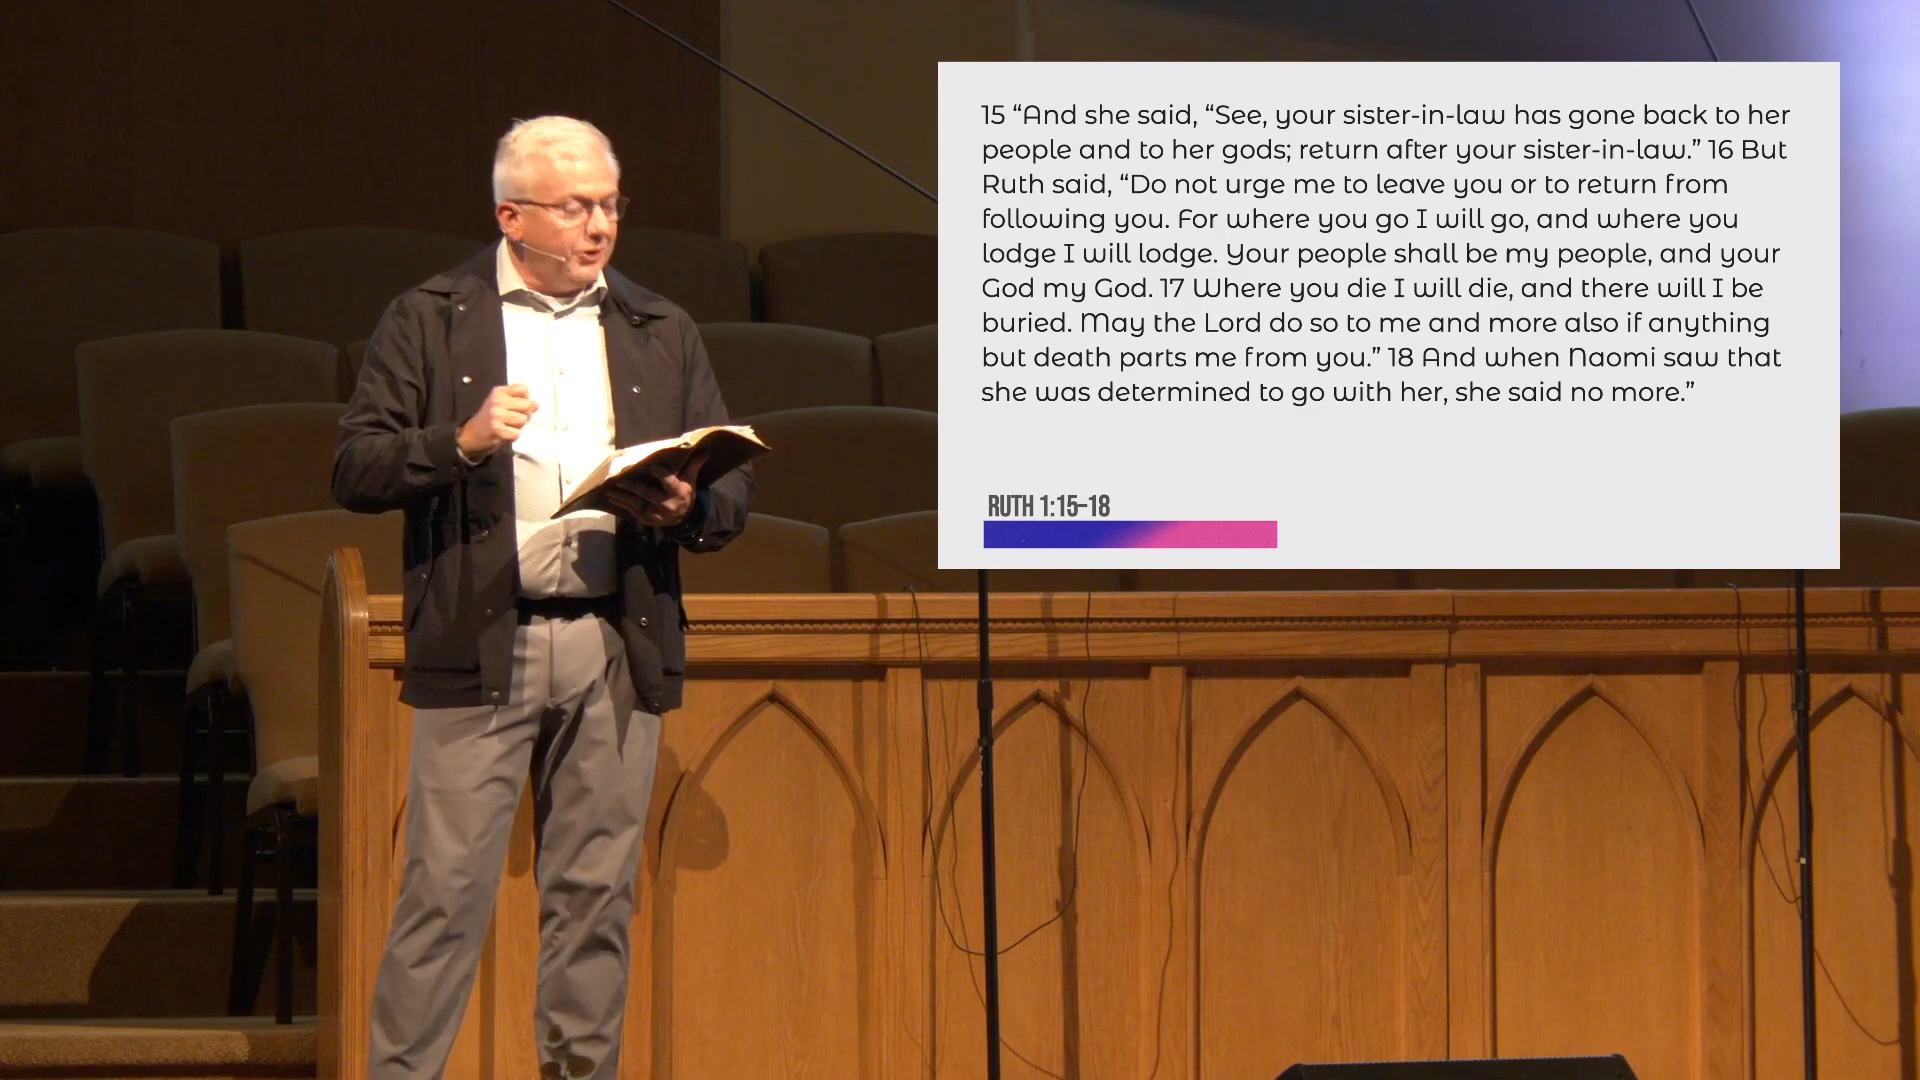 15 “And she said, “See, your sister-in-law has gone back to her
people and to her gods; return after your sister-in-law.” 16 But
Ruth said, “Do not urge me to leave you or to return from
following you. For where you go I will go, and where you
lodge I will lodge. Your people shall be my people, and your
God my God. 17 Where you die I will die, and there will I be
buried. May the Lord do so to me and more also if anything
but death parts me from you.” 18 And when Naomi saw that
she was determined to go with her, she said no more.”
RUTH 1:15–18